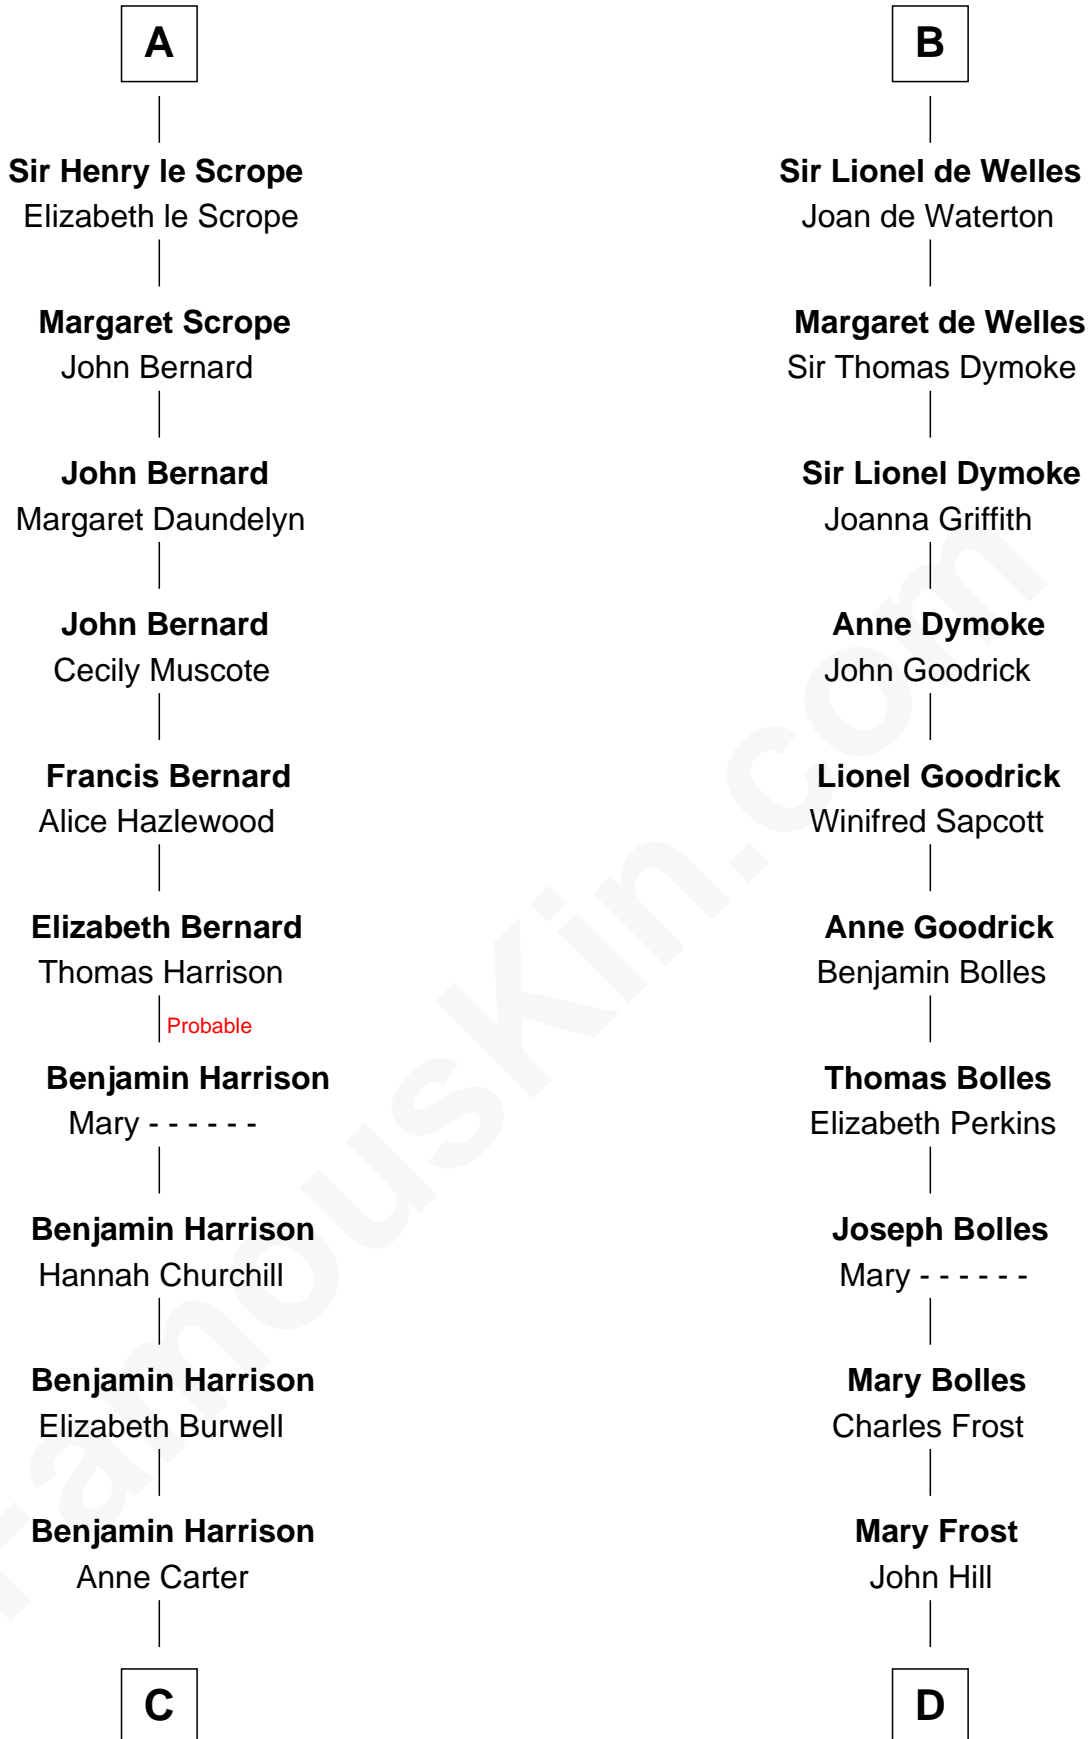 A
Sir Henry le Scrope
Elizabeth le Scrope
Margaret Scrope
John Bernard
John Bernard
Margaret Daundelyn
John Bernard
Cecily Muscote
Francis Bernard
Alice Hazlewood
Elizabeth Bernard
Thomas Harrison
Probable
Benjamin Harrison
Mary - - - - - -
Benjamin Harrison
Hannah Churchill
Benjamin Harrison
Elizabeth Burwell
Benjamin Harrison
Anne Carter
C
B
Sir Lionel de Welles
Joan de Waterton
Margaret de Welles
Sir Thomas Dymoke
Sir Lionel Dymoke
Joanna Griffith
Anne Dymoke
John Goodrick
Lionel Goodrick
Winifred Sapcott
Anne Goodrick
Benjamin Bolles
Thomas Bolles
Elizabeth Perkins
Joseph Bolles
Mary - - - - - -
Mary Bolles
Charles Frost
Mary Frost
John Hill
D
FamousKin.com